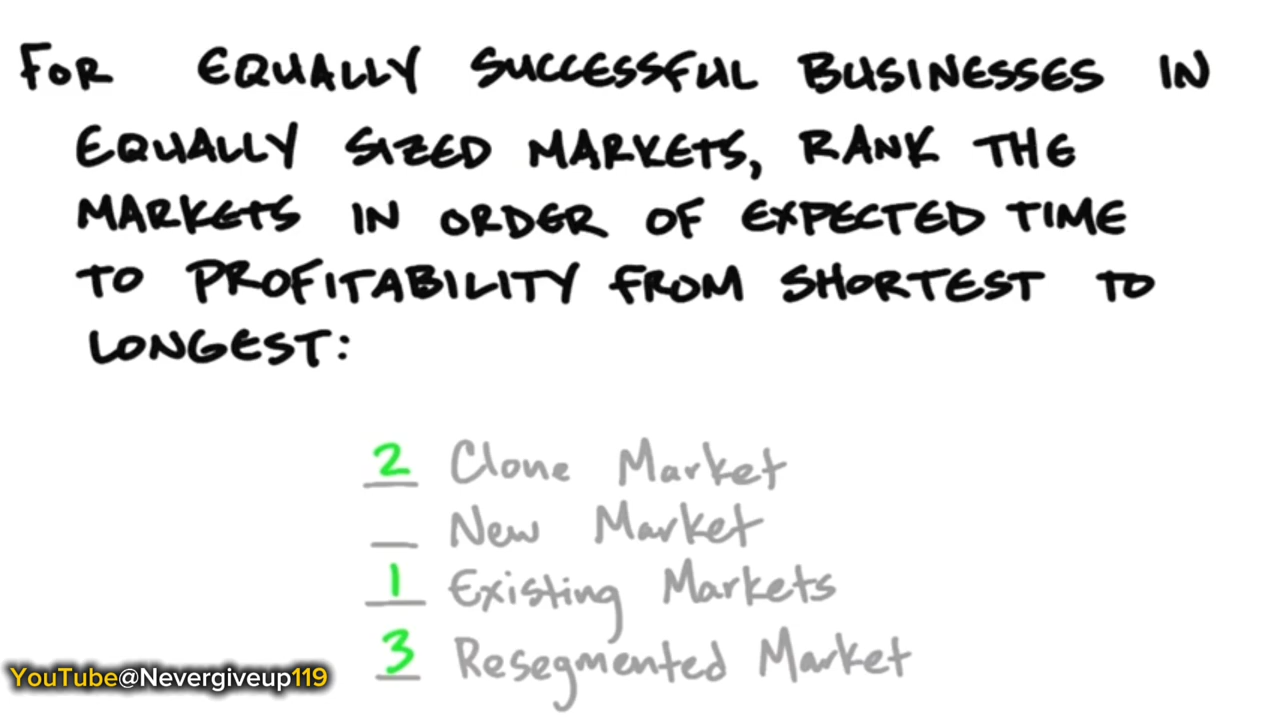 FOR EQUALLY SUCCESSFUL BUSINESSES IN
EQUALLY SIZED MARKETS, RANK THE
MARKETS IN ORDER OF EXPECTED TIME
TO PROFITABILITY FROM SHORTEST TO
LONGEST:
2 Clone Market
_ New Market
1 Existing Markets
3 Resegmented Market
YouTube@Nevergiveup119